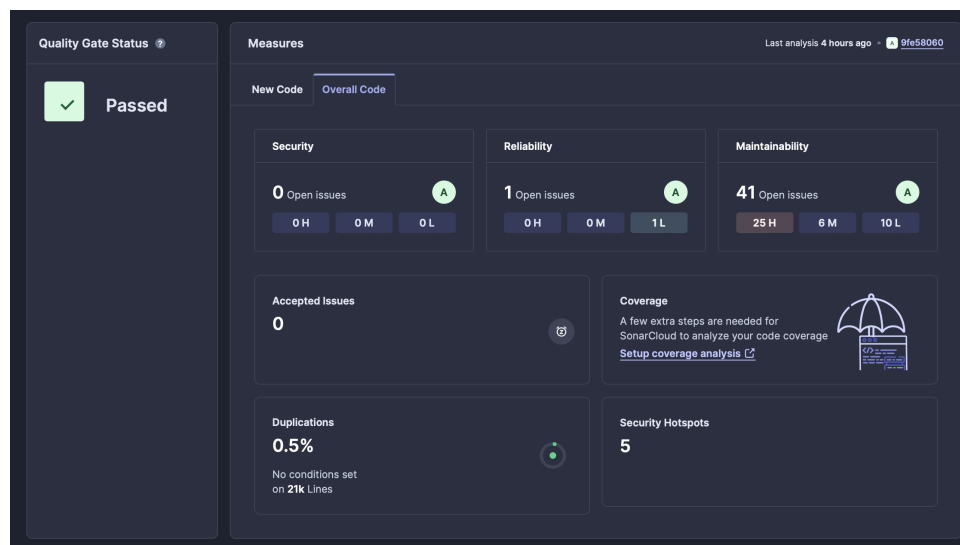 Quality Gate Status ?
Passed
Measures
Last analysis 4 hours ago • A 9fe58060
New Code Overall Code
Security
0 Open issues A
0 H 0 M 0 L
Reliability
1 Open issues A
0 H 0 M 1 L
Maintainability
41 Open issues A
25 H 6 M 10 L
Accepted Issues
0
Coverage
A few extra steps are needed for
SonarCloud to analyze your code coverage
Setup coverage analysis
</>
Duplications
0.5%
No conditions set
on 21k Lines
Security Hotspots
5